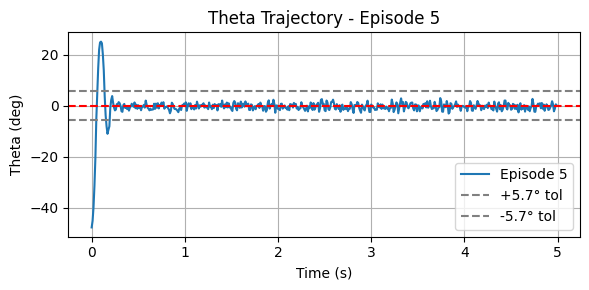 Theta Trajectory - Episode 5
Theta (deg)
20
0
−20
−40
0
1
2
3
4
5
Time (s)
Episode 5
+5.7° tol
-5.7° tol